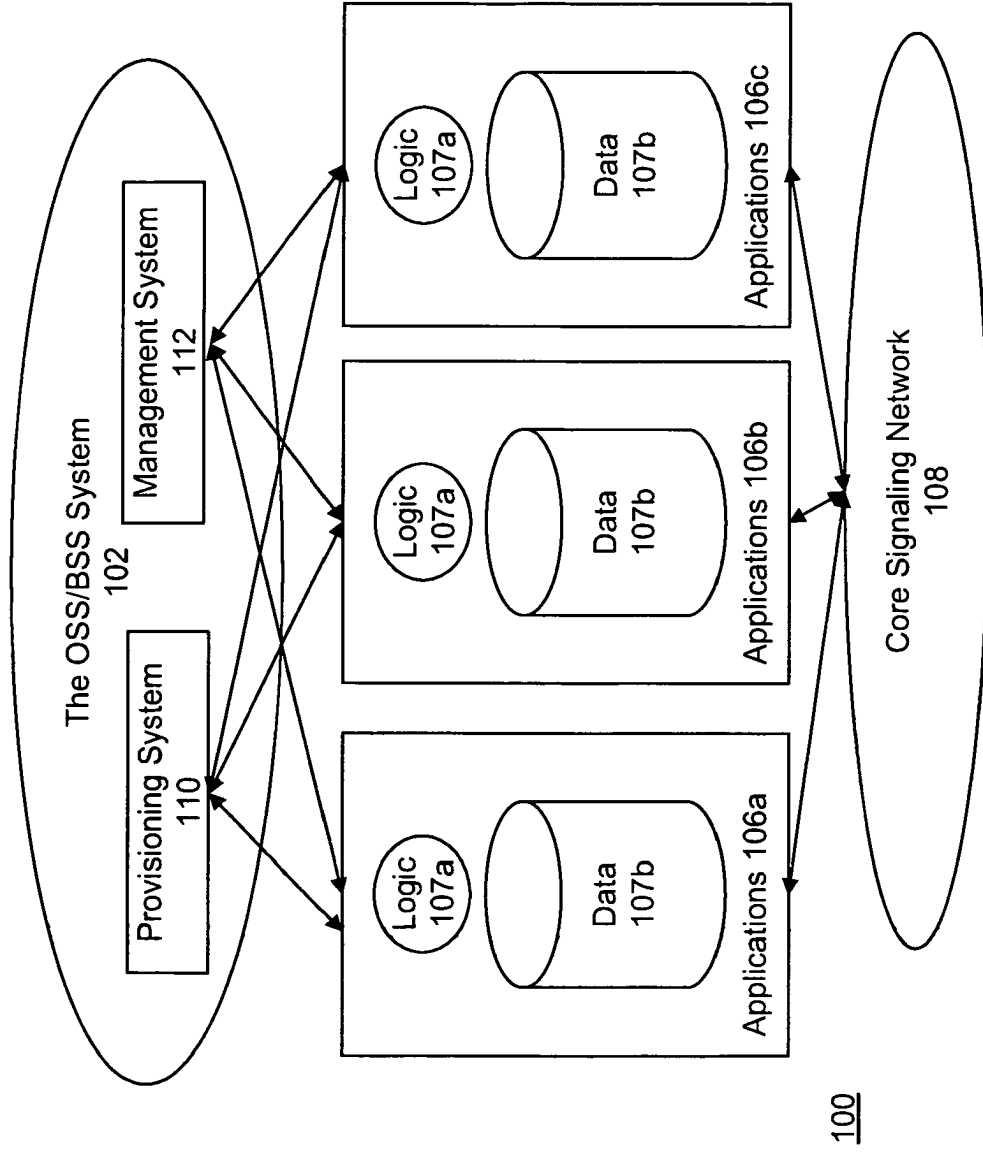 The OSS/BSS System
102
Provisioning System
110
Management System
112
Logic
107a
Data
107b
Applications 106a
Logic
107a
Data
107b
Applications 106b
Logic
107a
Data
107b
Applications 106c
Core Signaling Network
108
100